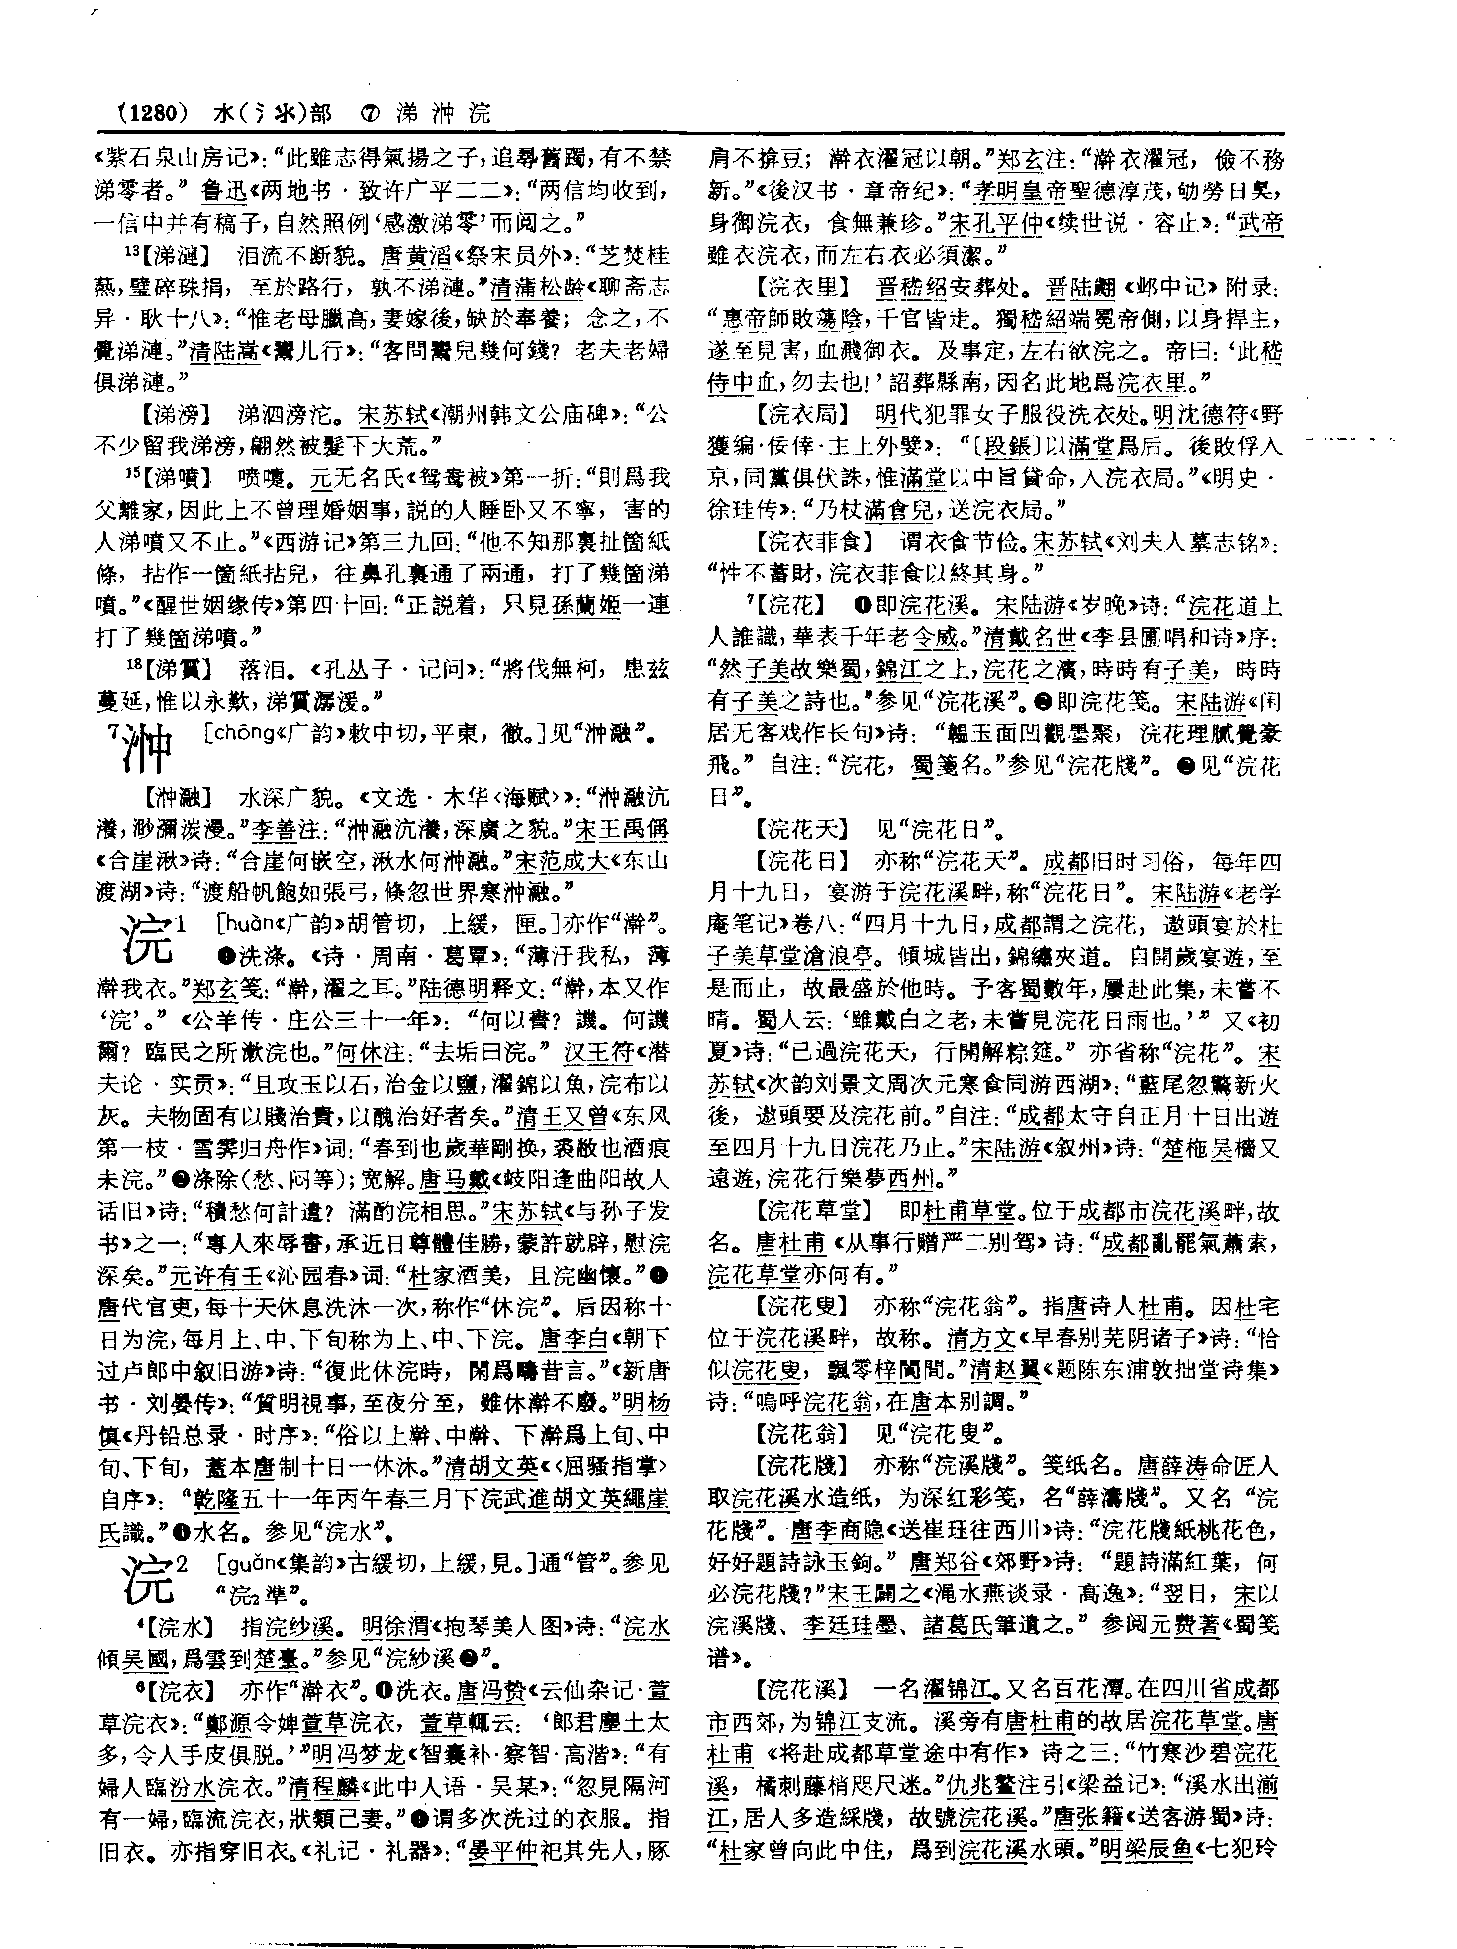 (1280) 水(氵氺)部 ⑦ 涕 浺 浣
《紫石泉山房记》：“此雖志得氣揚之子，追尋舊躅，有不禁
涕零者。” 鲁迅《两地书·致许广平二二》：“两信均收到，
一信中并有稿子，自然照例‘感激涕零’而阅之。”
13【涕漣】 泪流不断貌。唐黄滔《祭宋员外》：“芝焚桂
爇，璧碎珠捐， 至於路行， 孰不涕漣。”清蒲松龄《聊斋志
异·耿十八》：“惟老母臘高，妻嫁後，缺於奉養；念之，不
覺涕漣。”清陆嵩《鬻儿行》：“客問鬻兒幾何錢？老夫老婦
俱涕漣。”
【涕滂】 涕泗滂沱。宋苏轼《潮州韩文公庙碑》：“公
不少留我涕滂，翩然被髮下大荒。”
15【涕噴】 喷嚏。元无名氏《鸳鸯被》第一折：“則爲我
父離家，因此上不曾理婚姻事，説的人睡卧又不寧， 害的
人涕噴又不止。”《西游记》第三九回：“他不知那裏扯箇紙
條， 拈作一箇紙拈兒， 往鼻孔裏通了兩通， 打了幾箇涕
噴。”《醒世姻缘传》第四十回：“正説着，只見孫蘭姬一連
打了幾箇涕噴。”
18【涕霣】 落泪。《孔丛子·记问》：“將伐無柯，患兹
蔓延，惟以永歎，涕霣潺湲。”
7浺 [chōng《广韵》敕中切，平東，徹。]见“浺瀜”。
【浺瀜】 水深广貌。《文选·木华〈海赋〉》：“浺瀜沆
瀁，渺瀰淡漫。”李善注：“浺瀜沆瀁，深廣之貌。”宋王禹偁
《合崖湫》诗：“合崖何嵌空，湫水何浺瀜。”宋范成大《东山
渡湖》诗：“渡船帆飽如張弓，倏忽世界寒浺瀜。”
浣1 [huàn《广韵》胡管切， 上緩， 匣。]亦作“澣”。
❶洗涤。《诗·周南·葛覃》：“薄汙我私， 薄
澣我衣。”郑玄笺：“澣，濯之耳。”陆德明释文：“澣，本又作
‘浣’。”《公羊传·庄公三十一年》： “何以書？譏。何譏
爾？臨民之所漱浣也。”何休注：“去垢曰浣。” 汉王符《潜
夫论·实贡》：“且攻玉以石，治金以鹽，濯錦以魚，浣布以
灰。夫物固有以賤治貴，以醜治好者矣。”清王又曾《东风
第一枝·雪霁归舟作》词：“春到也歲華剛换，裘敝也酒痕
未浣。”❷涤除(愁、闷等)；宽解。唐马戴《岐阳逢曲阳故人
话旧》诗：“積愁何計遣？滿酌浣相思。”宋苏轼《与孙子发
书》之一：“專人來辱書，承近日尊體佳勝，蒙許就辟，慰浣
深矣。”元许有壬《沁园春》词：“杜家酒美， 且浣幽懷。”❸
唐代官吏，每十天休息洗沐一次，称作“休浣”。后因称十
日为浣，每月上、中、下旬称为上、中、下浣。 唐李白《朝下
过卢郎中叙旧游》诗：“復此休浣時， 閑爲疇昔言。”《新唐
书·刘晏传》：“質明視事，至夜分至，雖休澣不廢。”明杨
慎《丹铅总录·时序》：“俗以上澣、中澣、下澣爲上旬、中
旬、下旬，蓋本唐制十日一休沐。”清胡文英《〈屈骚指掌〉
自序》：“乾隆五十一年丙午春三月下浣武進胡文英繩崖
氏識。”❹水名。参见“浣水”。
浣2 [guǎn《集韵》古緩切，上緩，見。]通“管”。参见
“浣2準”。
4【浣水】 指浣纱溪。明徐渭《抱琴美人图》诗：“浣水
傾吴國，爲雲到楚臺。”参见“浣紗溪❷”。
6【浣衣】 亦作“澣衣”。❶洗衣。唐冯贽《云仙杂记·萱
草浣衣》：“鄭源令婢萱草浣衣， 萱草輒云： ‘郎君塵土太
多，令人手皮俱脱。’”明冯梦龙《智囊补·察智·高湝》：“有
婦人臨汾水浣衣。”清程麟《此中人语·吴某》：“忽見隔河
有一婦，臨流浣衣，狀類己妻。”❷谓多次洗过的衣服。指
旧衣。亦指穿旧衣。《礼记·礼器》：“晏平仲祀其先人，豚
肩不揜豆；澣衣濯冠以朝。”郑玄注：“澣衣濯冠， 儉不務
新。”《後汉书·章帝纪》：“孝明皇帝聖德淳茂，劬勞日昃，
身御浣衣，食無兼珍。”宋孔平仲《续世说·容止》：“武帝
雖衣浣衣，而左右衣必須潔。”
【浣衣里】 晋嵇绍安葬处。晋陆翽《邺中记》附录：
“惠帝師敗蕩陰，千官皆走。獨嵇紹端冕帝側，以身捍主，
遂至見害，血濺御衣。及事定，左右欲浣之。帝曰：‘此嵇
侍中血，勿去也！’詔葬縣南，因名此地爲浣衣里。”
【浣衣局】 明代犯罪女子服役洗衣处。明沈德符《野
獲编·佞倖·主上外嬖》： “〔段鋹〕以滿堂爲后。後敗俘入
京，同黨俱伏誅，惟滿堂以中旨貸命，入浣衣局。”《明史·
徐珪传》：“乃杖滿倉兒，送浣衣局。”
【浣衣菲食】 谓衣食节俭。宋苏轼《刘夫人墓志铭》：
“性不蓄財，浣衣菲食以終其身。”
7【浣花】 ❶即浣花溪。宋陆游《岁晚》诗：“浣花道上
人誰識，華表千年老令威。”清戴名世《李县圃唱和诗》序：
“然子美故樂蜀，錦江之上，浣花之濱，時時有子美， 時時
有子美之詩也。”参见“浣花溪”。❷即浣花笺。 宋陆游《闲
居无客戏作长句》诗： “韞玉面凹觀墨聚， 浣花理膩覺豪
飛。” 自注：“浣花， 蜀箋名。”参见“浣花牋”。❸见“浣花
日”。
【浣花天】 见“浣花日”。
【浣花日】 亦称“浣花天”。成都旧时习俗，每年四
月十九日，宴游于浣花溪畔，称“浣花日”。 宋陆游《老学
庵笔记》卷八：“四月十九日，成都謂之浣花， 遨頭宴於杜
子美草堂滄浪亭。傾城皆出，錦繡夾道。自開歲宴遊，至
是而止，故最盛於他時。予客蜀數年，屢赴此集，未嘗不
晴。蜀人云：‘雖戴白之老，未嘗見浣花日雨也。’” 又《初
夏》诗：“已過浣花天， 行開解粽筵。” 亦省称“浣花”。宋
苏轼《次韵刘景文周次元寒食同游西湖》：“藍尾忽驚新火
後， 遨頭要及浣花前。”自注：“成都太守自正月十日出遊
至四月十九日浣花乃止。”宋陆游《叙州》诗：“楚柂吴檣又
遠遊，浣花行樂夢西州。”
【浣花草堂】 即杜甫草堂。位于成都市浣花溪畔，故
名。唐杜甫《从事行赠严二别驾》诗：“成都亂罷氣蕭索，
浣花草堂亦何有。”
【浣花叟】 亦称“浣花翁”。指唐诗人杜甫。因杜宅
位于浣花溪畔，故称。清方文《早春别芜阴诸子》诗：“恰
似浣花叟， 飄零梓閬間。”清赵翼《题陈东浦敦拙堂诗集》
诗：“嗚呼浣花翁，在唐本别調。”
【浣花翁】 见“浣花叟”。
【浣花牋】 亦称“浣溪牋”。笺纸名。唐薛涛命匠人
取浣花溪水造纸，为深红彩笺，名“薛濤牋”。又名“浣
花牋”。唐李商隐《送崔珏往西川》诗：“浣花牋紙桃花色，
好好題詩詠玉鉤。” 唐郑谷《郊野》诗： “題詩滿紅葉，何
必浣花牋？”宋王闢之《渑水燕谈录·高逸》：“翌日，宋以
浣溪牋、李廷珪墨、諸葛氏筆遺之。” 参阅元费著《蜀笺
谱》。
【浣花溪】 一名濯锦江。又名百花潭。在四川省成都
市西郊，为锦江支流。溪旁有唐杜甫的故居浣花草堂。唐
杜甫《将赴成都草堂途中有作》诗之三：“竹寒沙碧浣花
溪，橘刺藤梢咫尺迷。”仇兆鳌注引《梁益记》：“溪水出湔
江，居人多造綵牋，故號浣花溪。”唐张籍《送客游蜀》诗：
“杜家曾向此中住， 爲到浣花溪水頭。”明梁辰鱼《七犯玲